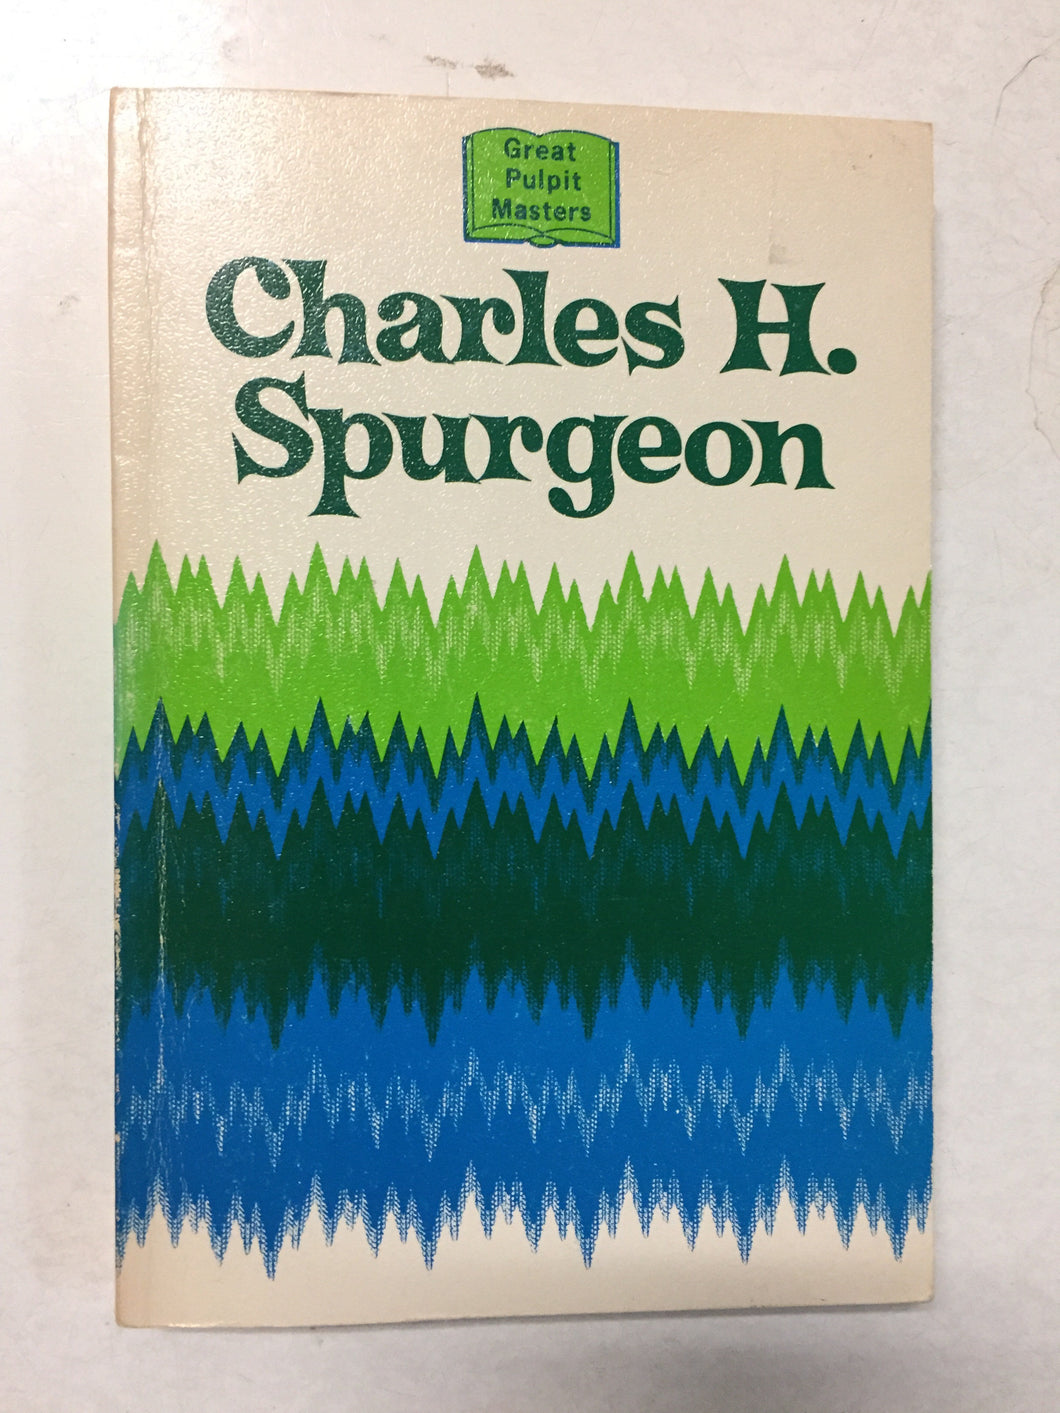 Great
Pulpit
Masters
Charles H.
Spurgeon